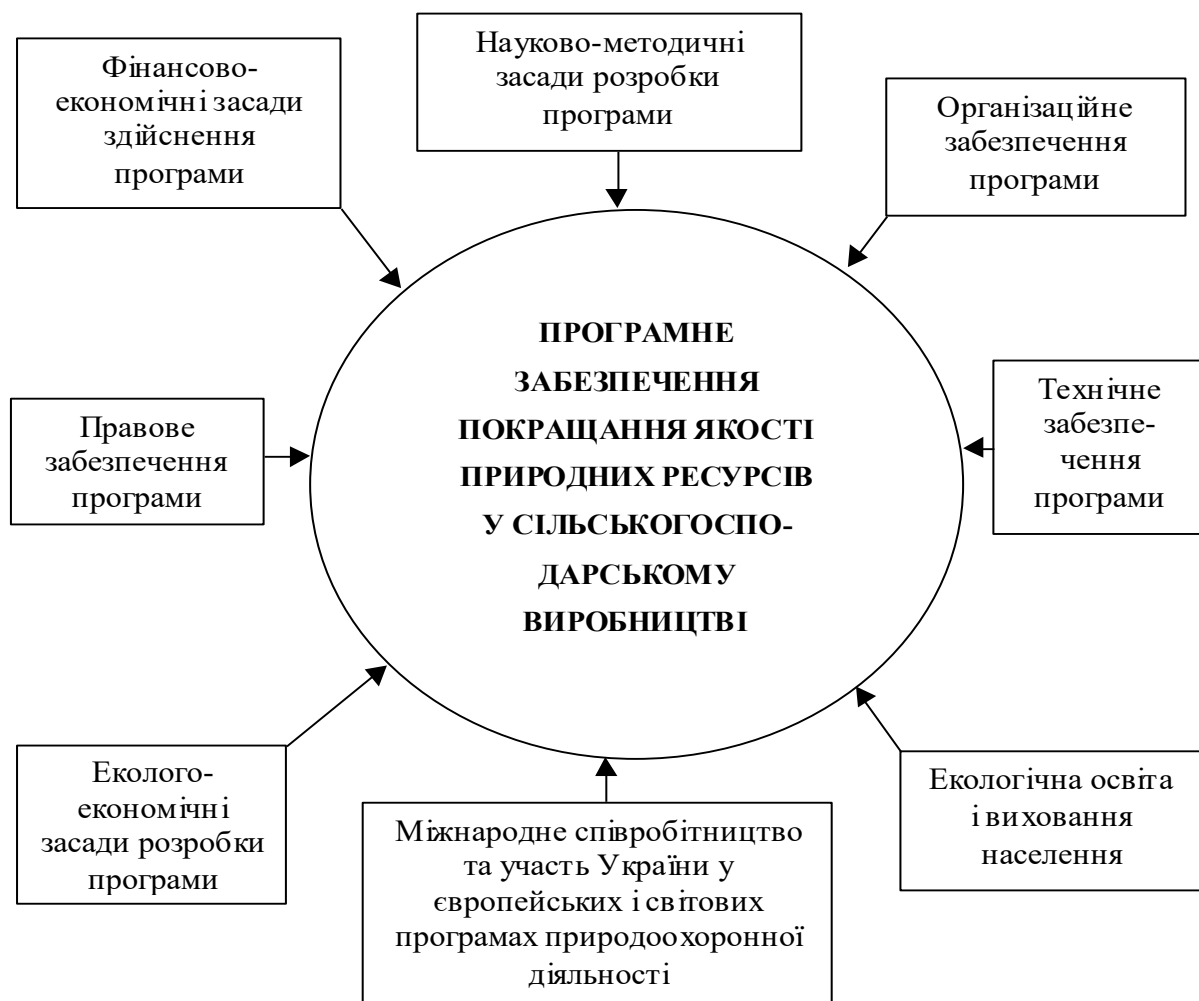 Фінансово-
економічні засади
здійснення
програми
Науково-методичні
засади розробки
програми
Організаційне
забезпечення
програми
ПРОГРАМНЕ
ЗАБЕЗПЕЧЕННЯ
ПОКРАЩАННЯ ЯКОСТІ
ПРИРОДНИХ РЕСУРСІВ
У СІЛЬСЬКОГОСПО-
ДАРСЬКОМУ
ВИРОБНИЦТВІ
Правове
забезпечення
програми
Технічне
забезпе-
чення
програми
Еколого-
економічні
засади розробки
програми
Міжнародне співробітництво
та участь України у
європейських і світових
програмах природоохоронної
діяльності
Екологічна освіта
і виховання
населення